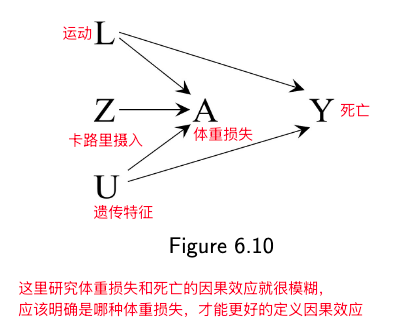 运动 L
Z A Y 死亡
卡路里摄入 体重损失
U
遗传特征
Figure 6.10
这里研究体重损失和死亡的因果效应就很模糊，
应该明确是哪种体重损失，才能更好的定义因果效应